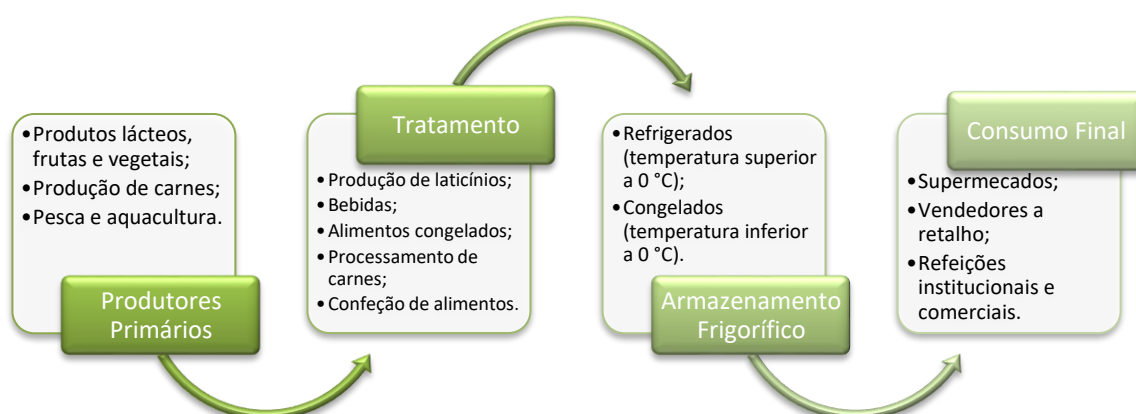 •Produtos lácteos,
frutas e vegetais;
•Produção de carnes;
•Pesca e aquacultura.
Produtores
Primários
Tratamento
•Produção de laticínios;
•Bebidas;
•Alimentos congelados;
•Processamento de
carnes;
•Confeção de alimentos.
•Refrigerados
(temperatura superior
a 0 °C);
•Congelados
(temperatura inferior
a 0 °C).
Armazenamento
Frigorífico
Consumo Final
•Supermecados;
•Vendedores a
retalho;
•Refeições
institucionais e
comerciais.